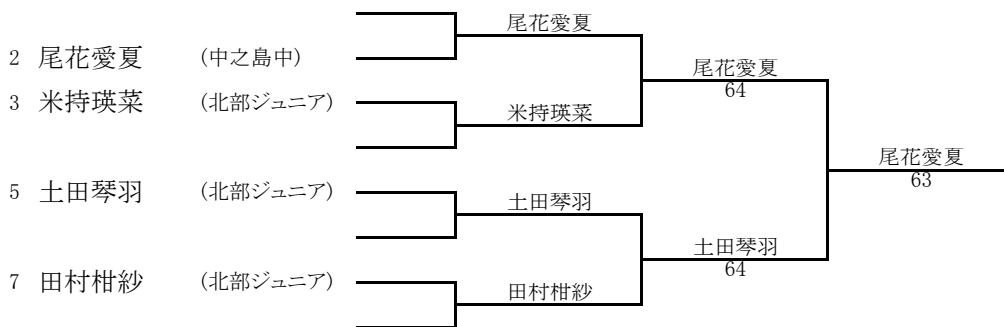 2 尾花愛夏 (中之島中)
3 米持瑛菜 (北部ジュニア)
5 土田琴羽 (北部ジュニア)
7 田村柑紗 (北部ジュニア)
尾花愛夏
米持瑛菜
土田琴羽
田村柑紗
尾花愛夏
64
土田琴羽
64
尾花愛夏
63